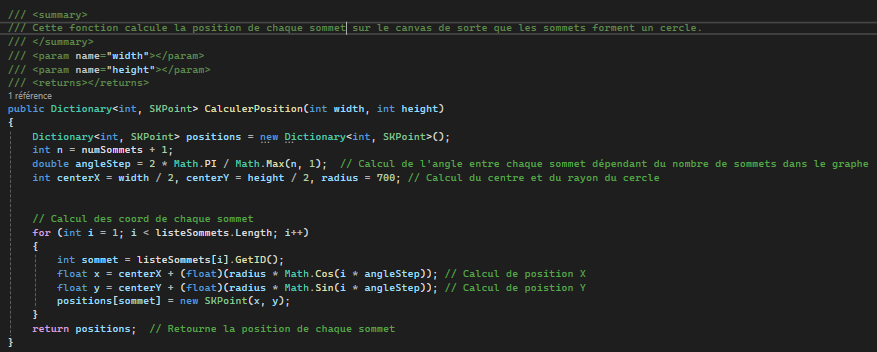 /// <summary>
/// Cette fonction calcule la position de chaque sommet sur le canvas de sorte que les sommets forment un cercle.
/// </summary>
/// <param name="width"></param>
/// <param name="height"></param>
/// <returns></returns>
1 référence
public Dictionary<int, SKPoint> CalculerPosition(int width, int height)
{
Dictionary<int, SKPoint> positions = new Dictionary<int, SKPoint>();
int n = numSommets + 1;
double angleStep = 2 * Math.PI / Math.Max(n, 1);  // Calcul de l'angle entre chaque sommet dépendant du nombre de sommets dans le graphe
int centerX = width / 2, centerY = height / 2, radius = 700; // Calcul du centre et du rayon du cercle
// Calcul des coord de chaque sommet
for (int i = 1; i < listeSommets.Length; i++)
{
int sommet = listeSommets[i].GetID();
float x = centerX + (float)(radius * Math.Cos(i * angleStep)); // Calcul de position X
float y = centerY + (float)(radius * Math.Sin(i * angleStep)); // Calcul de poistion Y
positions[sommet] = new SKPoint(x, y);
}
return positions;  // Retourne la position de chaque sommet
}